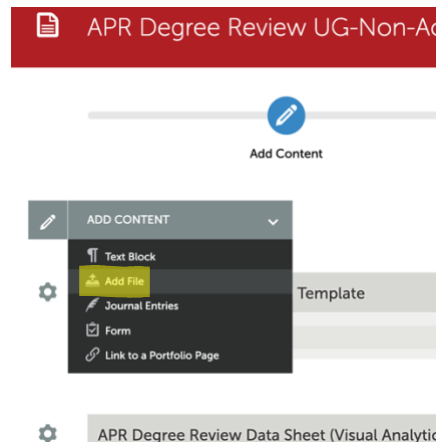 APR Degree Review UG-Non-Ac
Add Content
ADD CONTENT
Text Block
Add File
Journal Entries
Form
Link to a Portfolio Page
Template
APR Degree Review Data Sheet (Visual Analytic